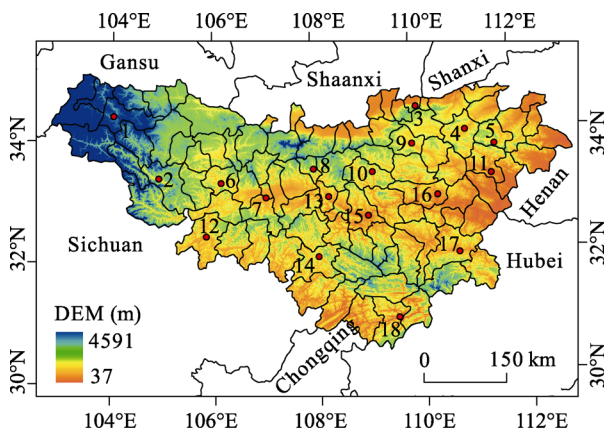 104°E 106°E 108°E 110°E 112°E
Gansu
Shaanxi
Shanxi
34°N
34°N
1
3
4
5
9
2
6
8
10
11
7
13
16
Henan
12
15
Sichuan
17
32°N
32°N
14
Hubei
DEM (m)
4591
37
18
Chongqing
0 150 km
30°N
30°N
104°E 106°E 108°E 110°E 112°E